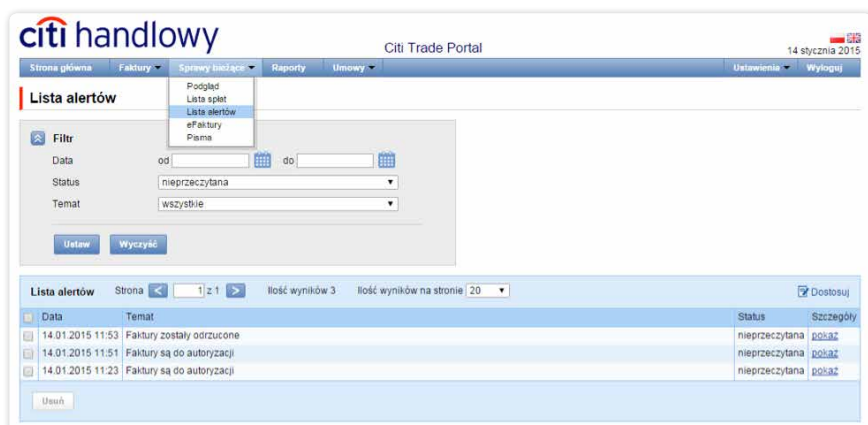 citi handlowy
Citi Trade Portal
14 stycznia 2015
Strona główna Faktury Sprawy bieżące Raporty Umowy Ustawienia Wyloguj
Lista alertów
Podgląd
Lista spłat
Lista alertów
eFaktury
Pisma
Filtr
Data od do
Status nieprzeczytana
Temat wszystkie
Ustaw Wyczyść
Lista alertów Strona < 1 z 1 > Ilość wyników 3 Ilość wyników na stronie 20 Dostosuj
Data Temat Status Szczegóły
14.01.2015 11:53 Faktury zostały odrzucone nieprzeczytana pokaż
14.01.2015 11:51 Faktury są do autoryzacji nieprzeczytana pokaż
14.01.2015 11:23 Faktury są do autoryzacji nieprzeczytana pokaż
Usuń